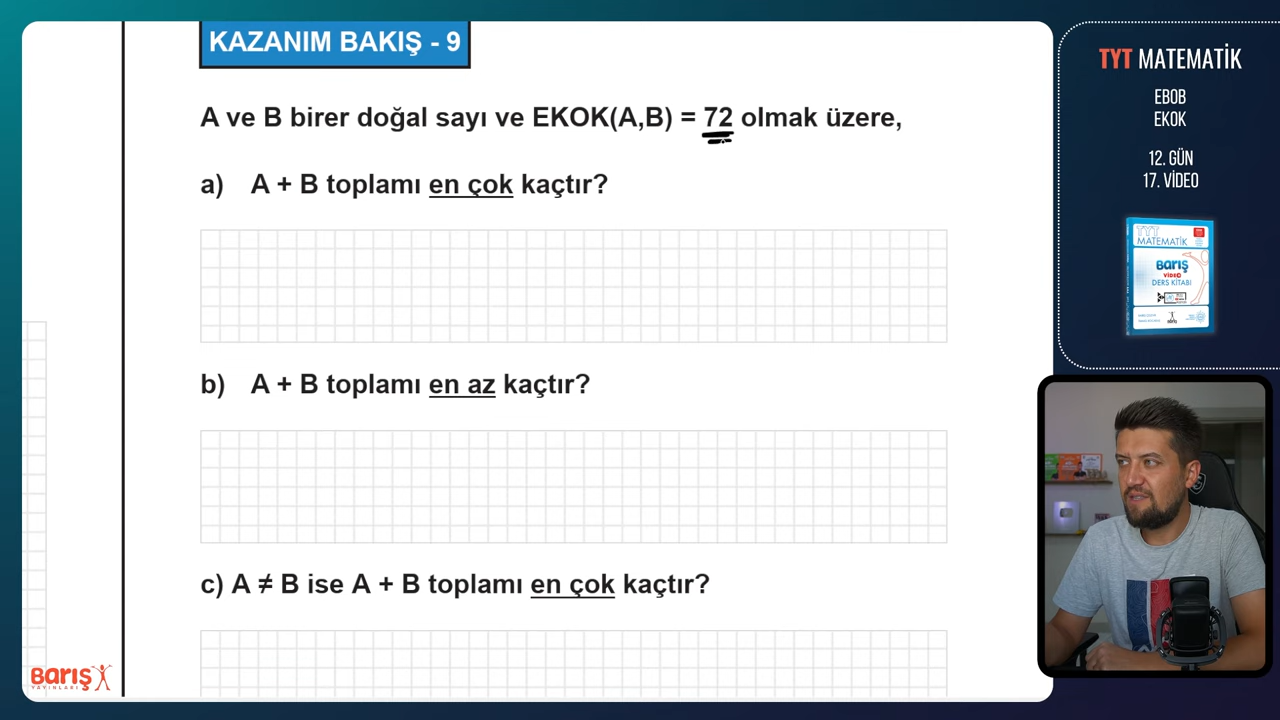 KAZANIM BAKIŞ - 9
A ve B birer doğal sayı ve EKOK(A,B) = 72 olmak üzere,
a) A + B toplamı en çok kaçtır?
b) A + B toplamı en az kaçtır?
c) A ≠ B ise A + B toplamı en çok kaçtır?
BARIŞ
YAYINLARI
TYT MATEMATİK
EBOB
EKOK
12. GÜN
17. VİDEO
TYT
MATEMATİK
BARIŞ
VİDEO
DERS KİTABI